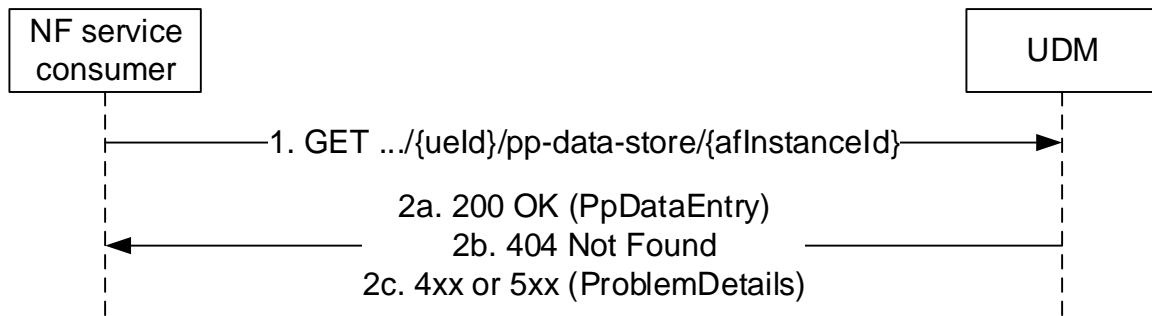 NF service
consumer
UDM
1. GET .../{ueId}/pp-data-store/{afInstanceId}
2a. 200 OK (PpDataEntry)
2b. 404 Not Found
2c. 4xx or 5xx (ProblemDetails)